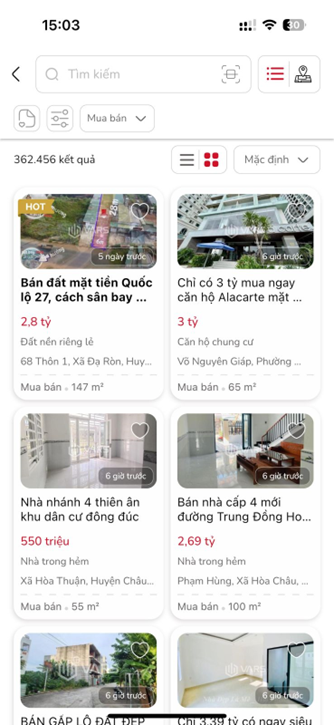 15:03
30
Tìm kiếm
Mua bán
362.456 kết quả
Mặc định
HOT
5 ngày trước
Bán đất mặt tiền Quốc
lộ 27, cách sân bay ...
2,8 tỷ
Đất nền riêng lẻ
68 Thôn 1, Xã Đạ Ròn, Huy...
Mua bán 147 m²
6 giờ trước
Chỉ có 3 tỷ mua ngay
căn hộ Alacarte mặt ...
3 tỷ
Căn hộ chung cư
Võ Nguyên Giáp, Phường ...
Mua bán 65 m²
6 giờ trước
Nhà nhánh 4 thiên ân
khu dân cư đông đúc
550 triệu
Nhà trong hẻm
Xã Hòa Thuận, Huyện Châu...
Mua bán 55 m²
6 giờ trước
Bán nhà cấp 4 mới
đường Trung Đồng Ho...
2,69 tỷ
Nhà trong hẻm
Phạm Hùng, Xã Hòa Châu, ...
Mua bán 100 m²
6 giờ trước
BÁN GẤP LÔ ĐẤT ĐẸP
6 giờ trước
Chỉ 3,39 tỷ có ngay siêu